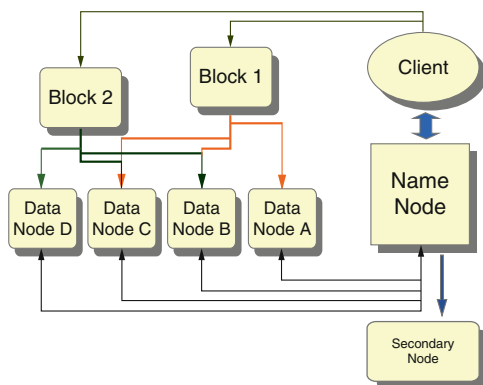 Client
Block 1
Block 2
Name
Node
Data
Node D
Data
Node C
Data
Node B
Data
Node A
Secondary
Node